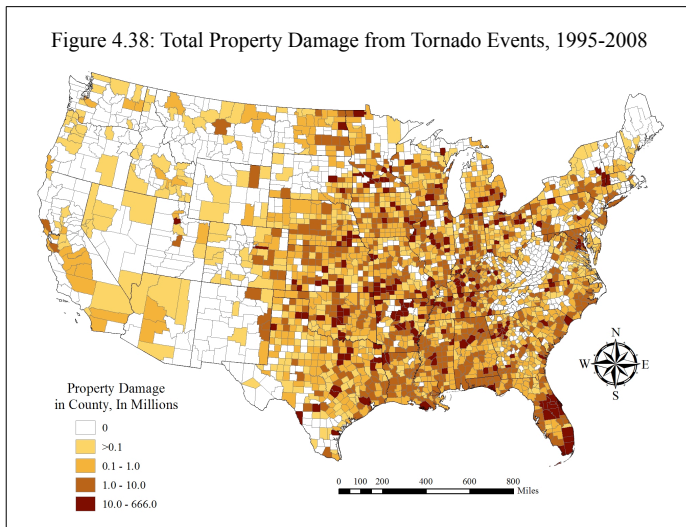 Figure 4.38: Total Property Damage from Tornado Events, 1995-2008
N
W E
S
Property Damage
in County, In Millions
0
>0.1
0.1 - 1.0
1.0 - 10.0
10.0 - 666.0
0 100 200 400 600 800
Miles